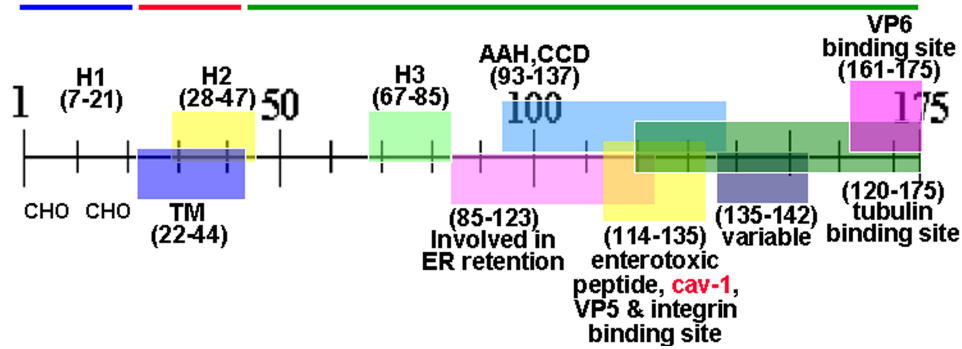 H1
(7-21)
H2
(28-47)
H3
(67-85)
AAH,CCD
(93-137)
VP6
binding site
(161-175)
1
50
100
175
CHO CHO
TM
(22-44)
(85-123)
Involved in
ER retention
(114-135)
enterotoxic
peptide, cav-1,
VP5 & integrin
binding site
(135-142)
variable
(120-175)
tubulin
binding site